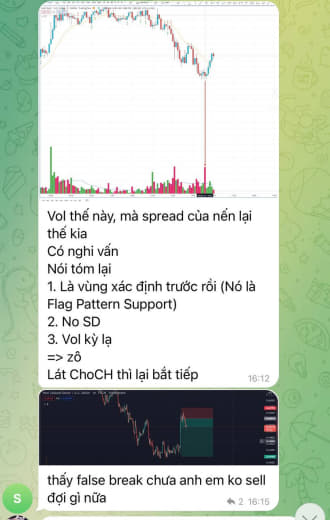 Vol thế này, mà spread của nến lại
thế kia
Có nghi vấn
Nói tóm lại
1. Là vùng xác định trước rồi (Nó là
Flag Pattern Support)
2. No SD
3. Vol kỳ lạ
=> zô
Lát ChoCH thì lại bắt tiếp
16:12
thấy false break chưa anh em ko sell
đợi gì nữa
2 16:15
S